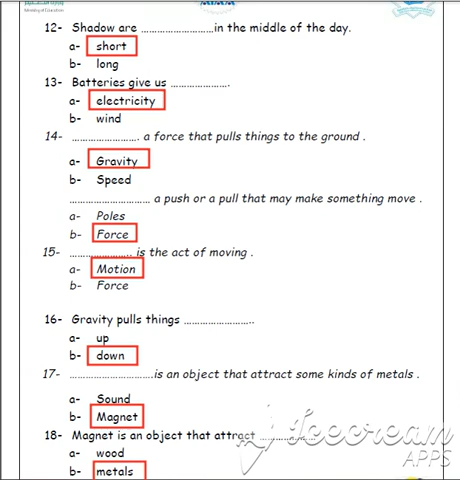 12- Shadow are ……………………….in the middle of the day.
a- short
b- long
13- Batteries give us ………………….
a- electricity
b- wind
14- …………………….. a force that pulls things to the ground .
a- Gravity
b- Speed
………………………… a push or a pull that may make something move .
a- Poles
b- Force
15- ………………….. is the act of moving .
a- Motion
b- Force
16- Gravity pulls things ……………………..
a- up
b- down
17- ………………………….is an object that attract some kinds of metals .
a- Sound
b- Magnet
18- Magnet is an object that attract ………………….
a- wood
b- metals
Icecream
APPS